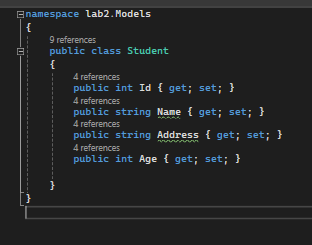 namespace lab2.Models
{
9 references
public class Student
{
4 references
public int Id { get; set; }
4 references
public string Name { get; set; }
4 references
public string Address { get; set; }
4 references
public int Age { get; set; }
}
}